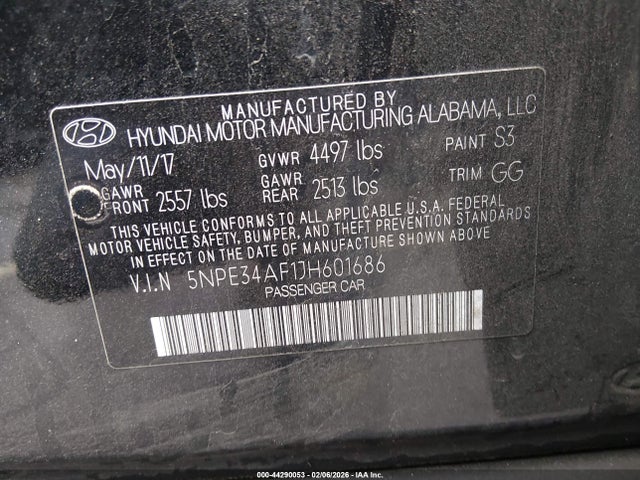 MANUFACTURED BY
HYUNDAI MOTOR MANUFACTURING ALABAMA, LLC
May/11/17 GVWR 4497 lbs PAINT S3
GAWR FRONT 2557 lbs GAWR REAR 2513 lbs TRIM GG
THIS VEHICLE CONFORMS TO ALL APPLICABLE U.S.A. FEDERAL
MOTOR VEHICLE SAFETY, BUMPER, AND THEFT PREVENTION STANDARDS
IN EFFECT ON THE DATE OF MANUFACTURE SHOWN ABOVE.
V.I.N 5NPE34AF1JH601686
PASSENGER CAR
000-44290053 - 02/06/2026 - IAA Inc.